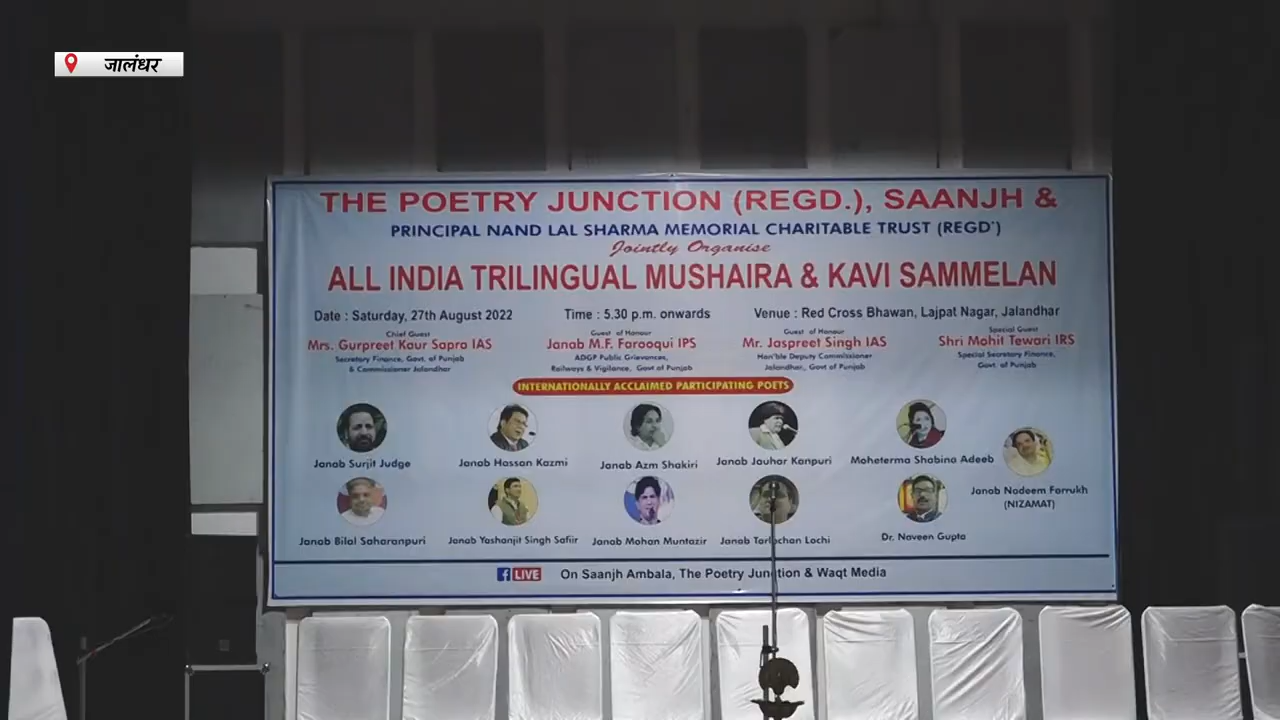 जालंधर
THE POETRY JUNCTION (REGD.), SAANJH &
PRINCIPAL NAND LAL SHARMA MEMORIAL CHARITABLE TRUST (REGD`)
Jointly Organise
ALL INDIA TRILINGUAL MUSHAIRA & KAVI SAMMELAN
Date : Saturday, 27th August 2022 Time : 5.30 p.m. onwards Venue : Red Cross Bhawan, Lajpat Nagar, Jalandhar
Chief Guest Guest of Honour Guest of Honour Special Guest
Mrs. Gurpreet Kaur Sapra IAS Janab M.F. Farooqui IPS Mr. Jaspreet Singh IAS Shri Mohit Tewari IRS
Secretary Finance, Govt. of Punjab ADGP Public Grievances, Hon'ble Deputy Commissioner Special Secretary Finance,
& Commissioner Jalandhar Railways & Vigilance, Govt of Punjab Jalandhar,, Govt of Punjab Govt. of Punjab
INTERNATIONALLY ACCLAIMED PARTICIPATING POETS
Janab Surjit Judge Janab Hassan Kazmi Janab Azm Shakiri Janab Jauhar Kanpuri Moheterma Shabina Adeeb
Janab Nadeem Farrukh
(NIZAMAT)
Janab Bilal Saharanpuri Janab Yashanjit Singh Safiir Janab Mohan Muntazir Janab Tarlochan Lochi Dr. Naveen Gupta
f LIVE On Saanjh Ambala, The Poetry Junction & Waqt Media